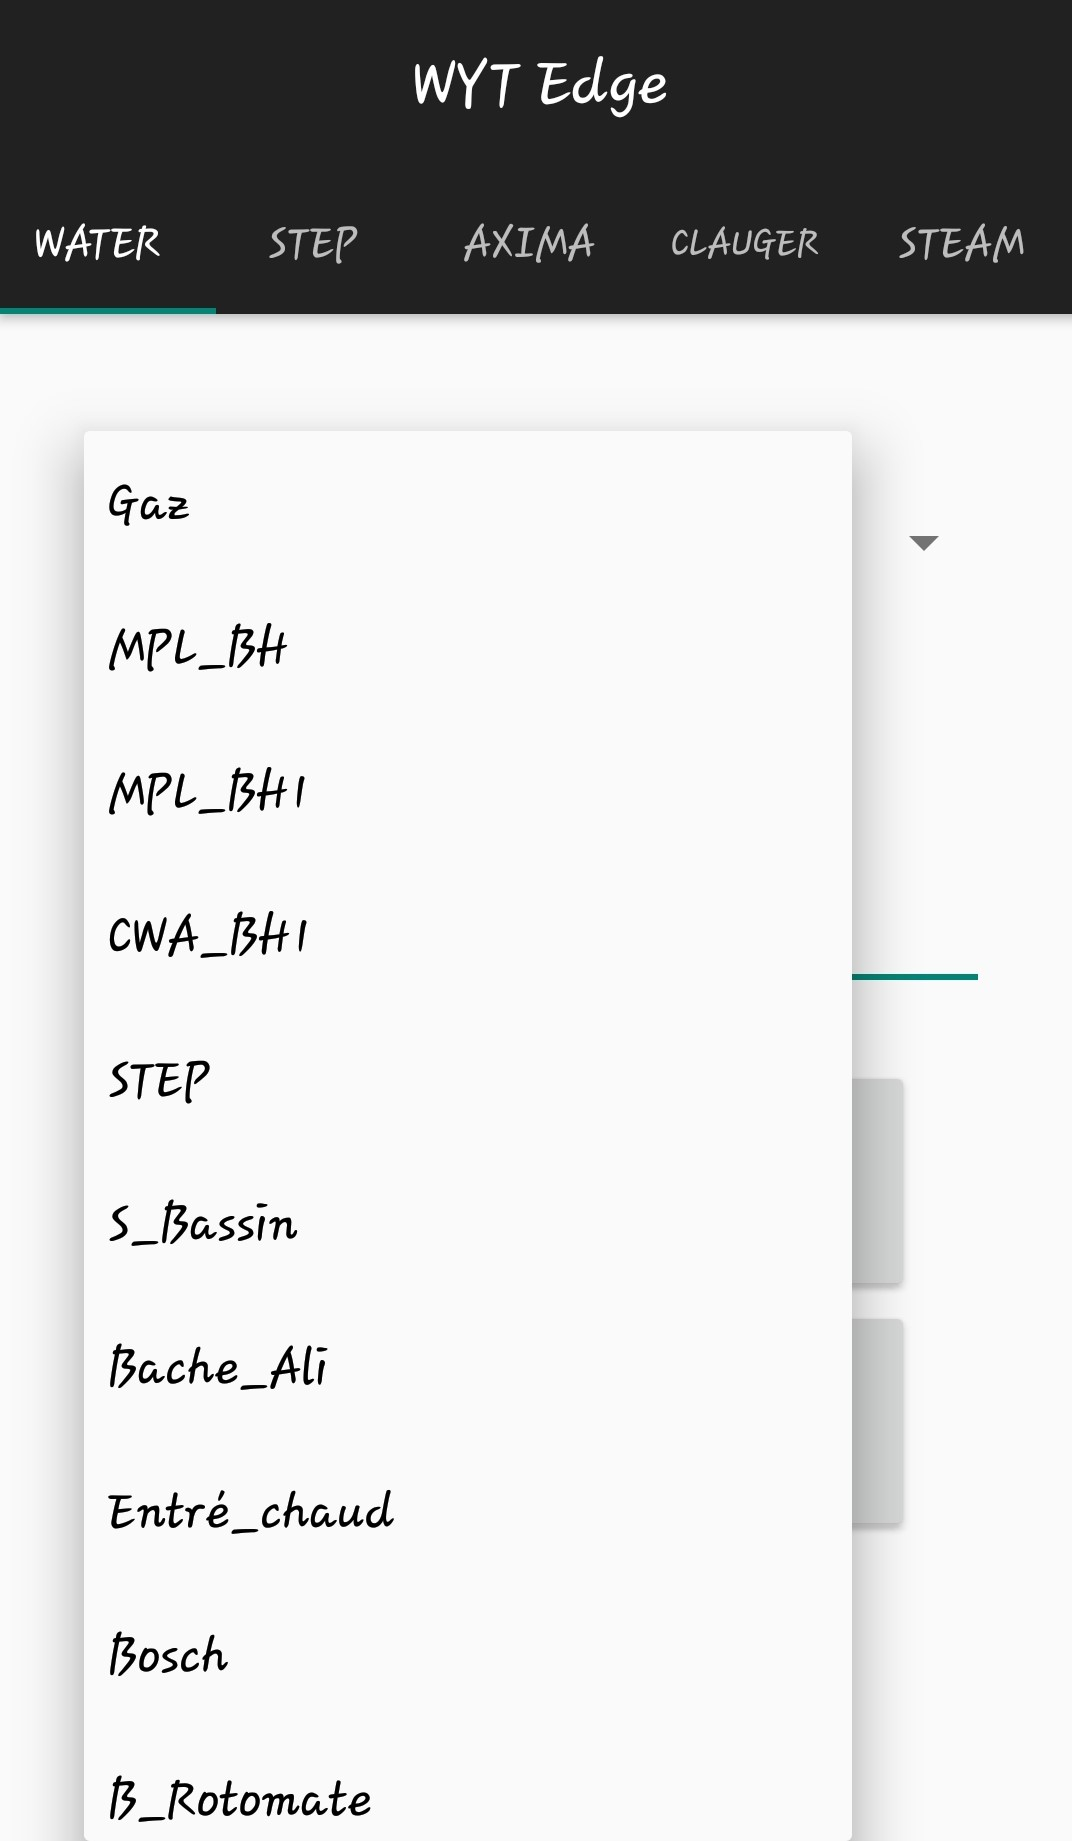 WYT Edge
WATER STEP AXIMA CLAUGER STEAM
Gaz
MPL_BH
MPL_BH1
CWA_BH1
STEP
S_Bassin
Bache_Ali
Entré_chaud
Bosch
B_Rotomate